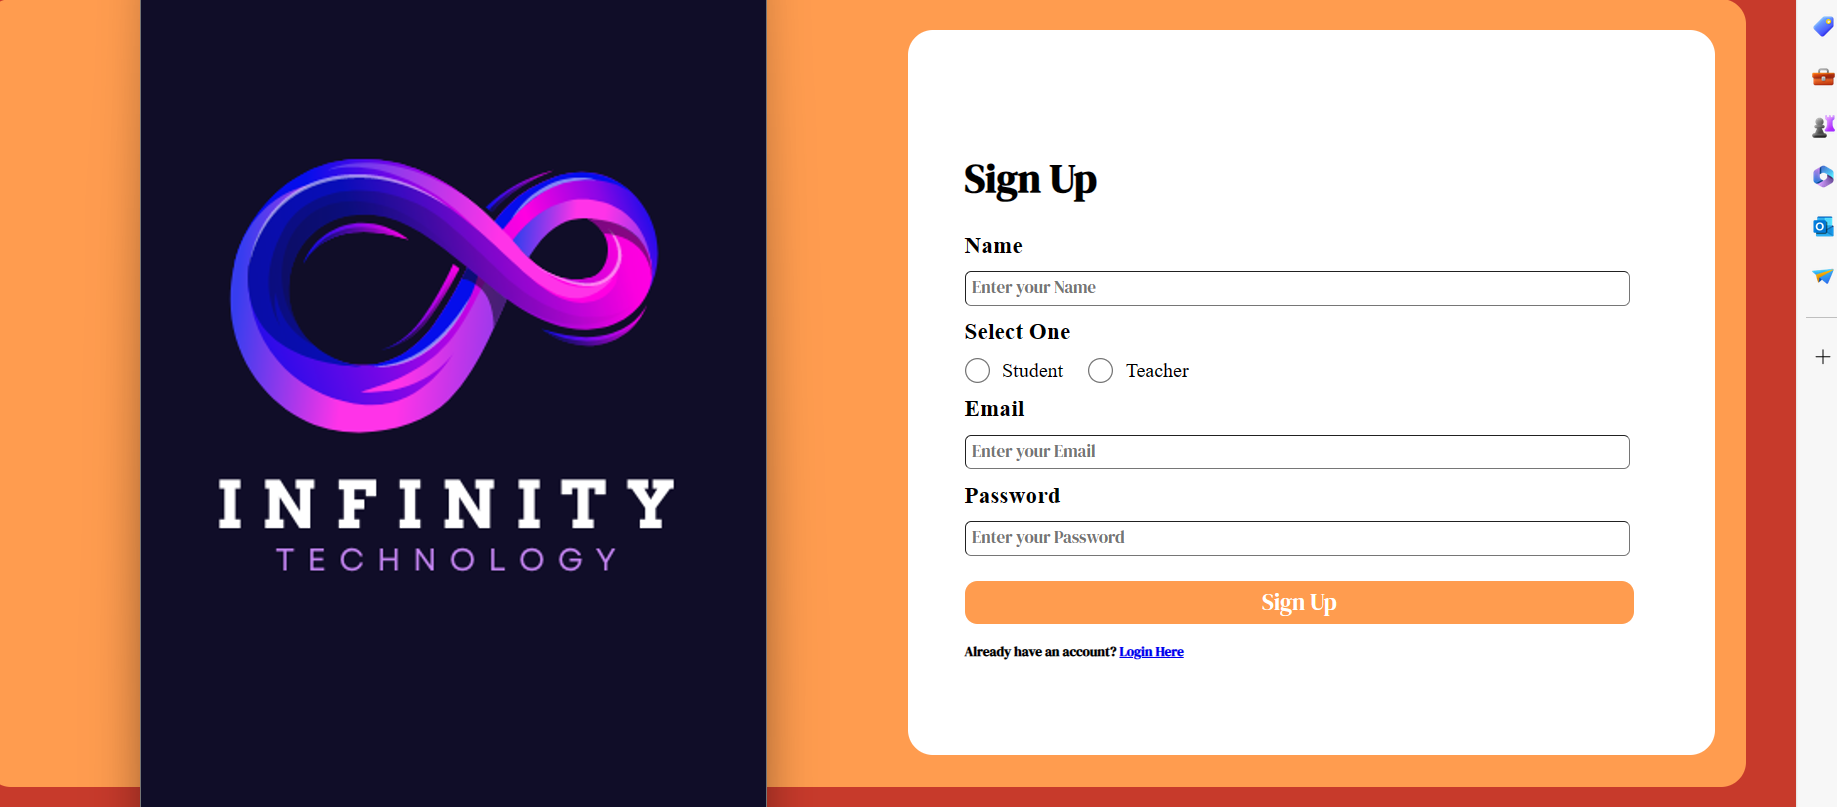 INFINITY
TECHNOLOGY
Sign Up
Name
Enter your Name
Select One
Student Teacher
Email
Enter your Email
Password
Enter your Password
Sign Up
Already have an account? Login Here